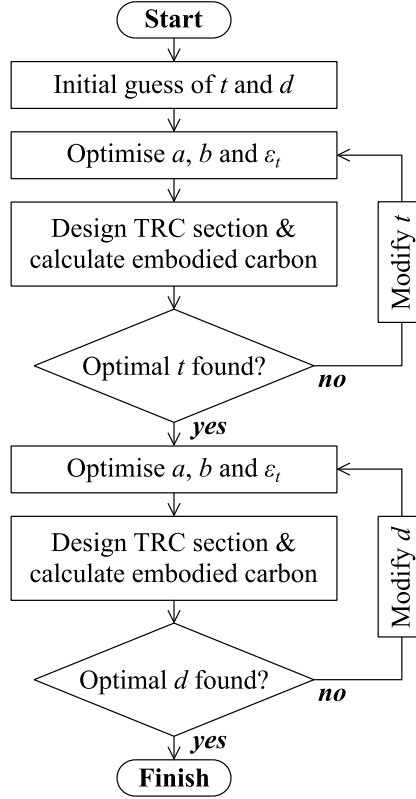 Start
Initial guess of t and d
Optimise a, b and εt
Design TRC section &
calculate embodied carbon
Modify t
Optimal t found?
no
yes
Optimise a, b and εt
Design TRC section &
calculate embodied carbon
Modify d
Optimal d found?
no
yes
Finish